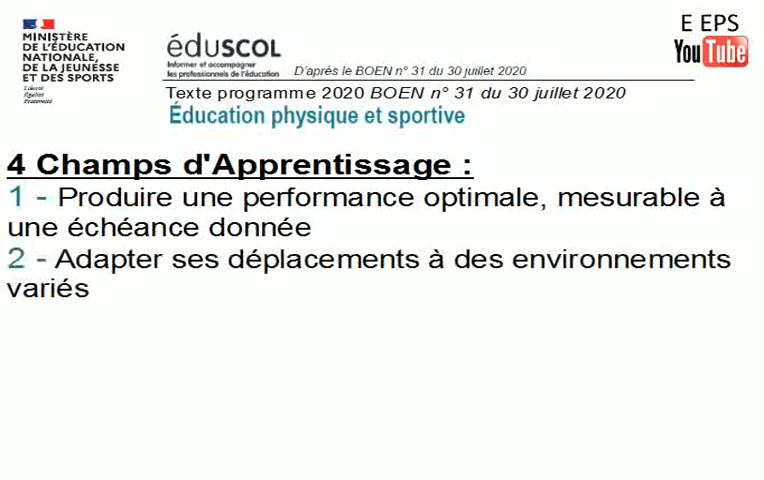 MINISTÈRE
DE L'ÉDUCATION
NATIONALE,
DE LA JEUNESSE
ET DES SPORTS
Liberté
Égalité
Fraternité
éduscol
Informer et accompagner
les professionnels de l'éducation
D'après le BOEN n° 31 du 30 juillet 2020
E EPS
YouTube
Texte programme 2020 BOEN n° 31 du 30 juillet 2020
Éducation physique et sportive
4 Champs d'Apprentissage :
1 - Produire une performance optimale, mesurable à
une échéance donnée
2 - Adapter ses déplacements à des environnements
variés